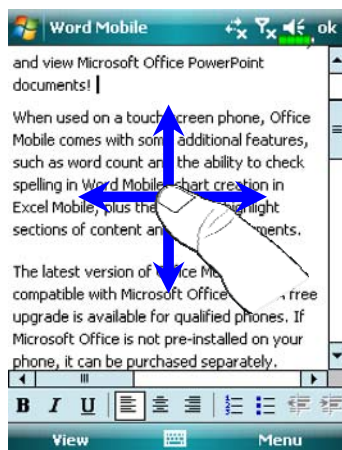 Word Mobile
ok
and view Microsoft Office PowerPoint
documents!
When used on a touch screen phone, Office
Mobile comes with some additional features,
such as word count and the ability to check
spelling in Word Mobile, chart creation in
Excel Mobile, plus the highlight
sections of content an
The latest version of
compatible with Microsoft Office free
upgrade is available for qualified phones. If
Microsoft Office is not pre-installed on your
phone, it can be purchased separately.
B I U
View Menu